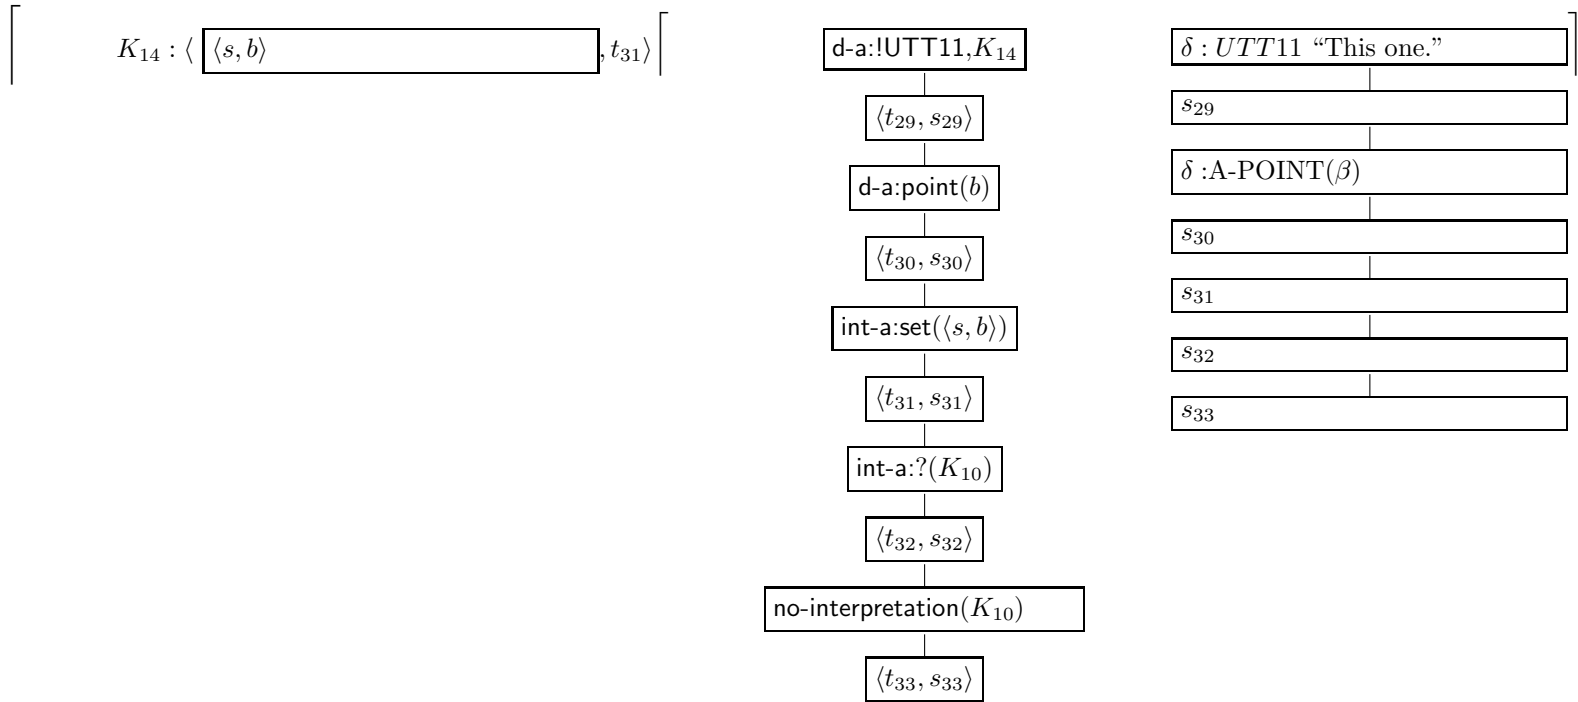 K₁₄ : ⟨ ⟨s, b⟩ , t₃₁⟩ d-a:!UTT11,K₁₄ δ : UTT11 “This one.”
⟨t₂₉, s₂₉⟩ s₂₉
d-a:point(b) δ :A-POINT(β)
⟨t₃₀, s₃₀⟩ s₃₀
int-a:set(⟨s, b⟩) s₃₁
⟨t₃₁, s₃₁⟩ s₃₂
int-a:?(K₁₀) s₃₃
⟨t₃₂, s₃₂⟩
no-interpretation(K₁₀)
⟨t₃₃, s₃₃⟩